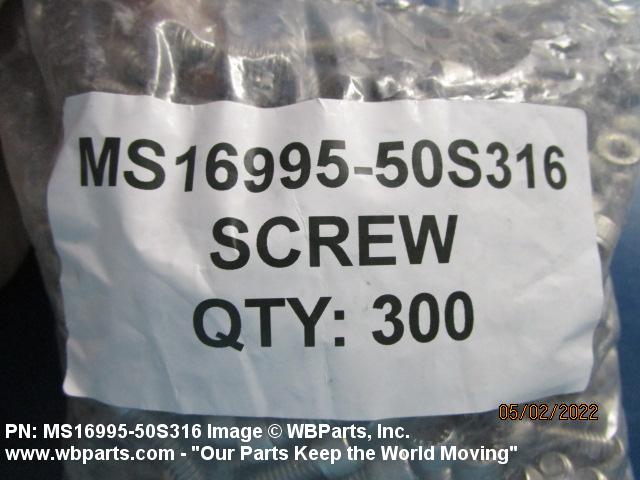 MS16995-50S316
SCREW
QTY: 300
05/02/2022
PN: MS16995-50S316 Image © WBParts, Inc.
www.wbparts.com - "Our Parts Keep the World Moving"